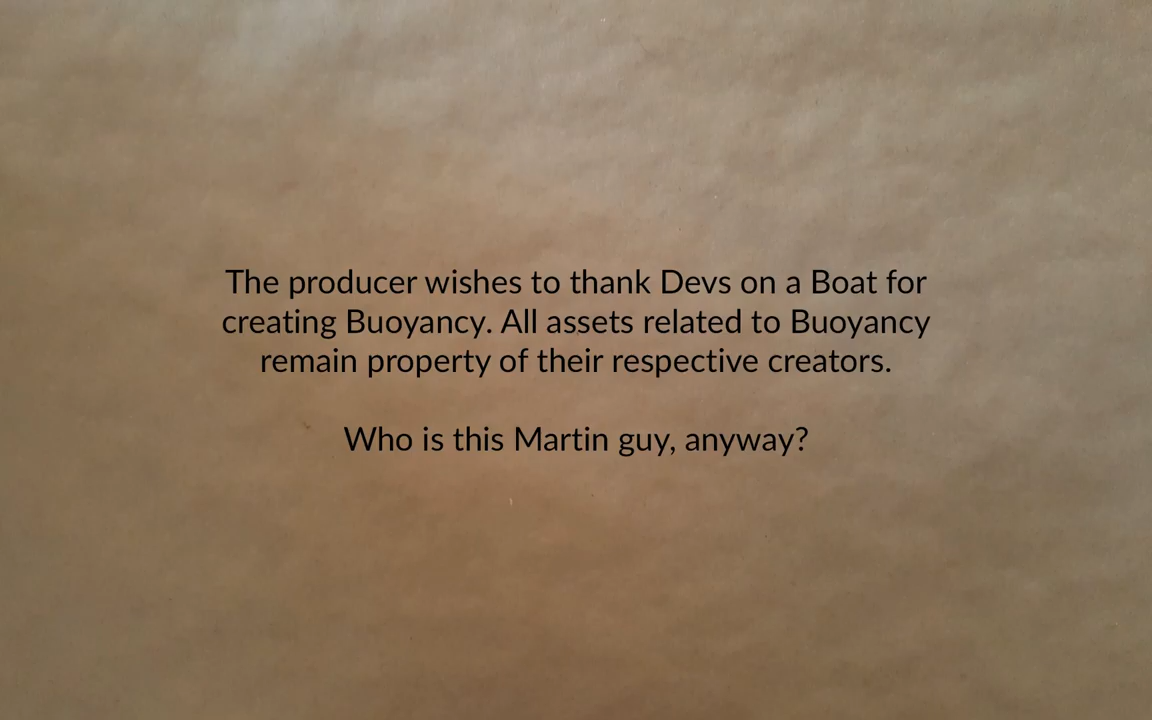 The producer wishes to thank Devs on a Boat for
creating Buoyancy. All assets related to Buoyancy
remain property of their respective creators.
Who is this Martin guy, anyway?